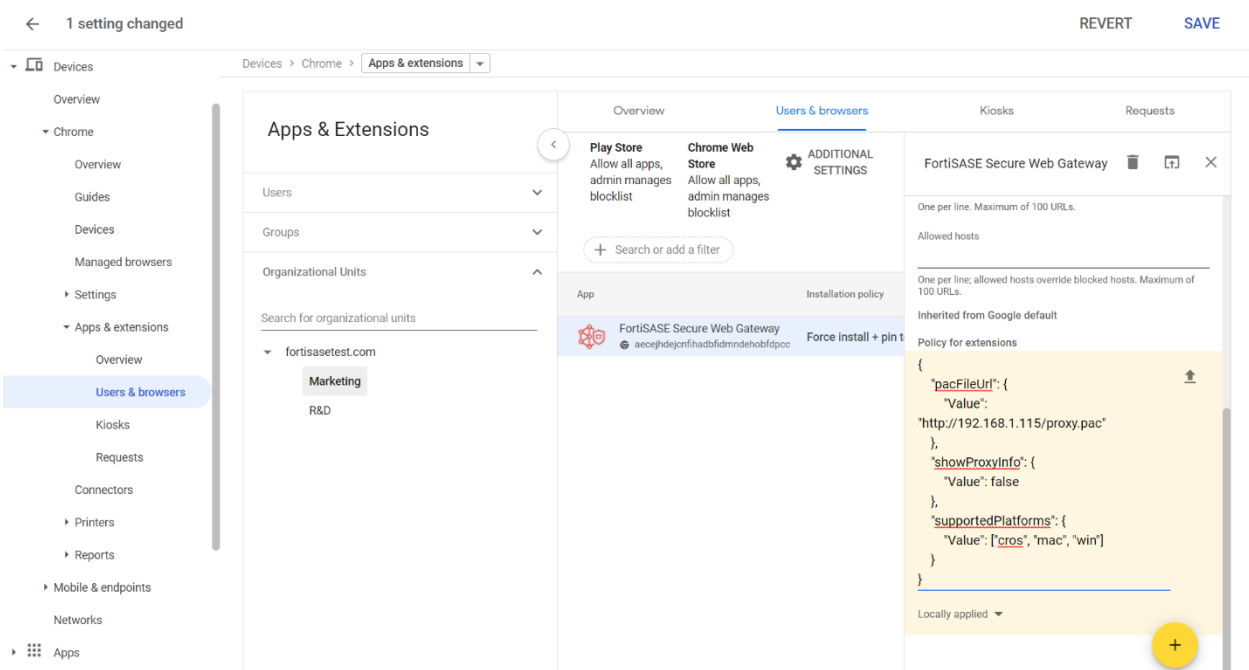 1 setting changed
REVERT
SAVE
Devices
Overview
Chrome
Overview
Guides
Devices
Managed browsers
Settings
Apps & extensions
Overview
Users & browsers
Kiosks
Requests
Connectors
Printers
Reports
Mobile & endpoints
Networks
Apps
Devices > Chrome > Apps & extensions
Apps & Extensions
Users
Groups
Organizational Units
Search for organizational units
fortisasetest.com
Marketing
R&D
Overview
Users & browsers
Kiosks
Requests
Play Store
Allow all apps,
admin manages
blocklist
Chrome Web
Store
Allow all apps,
admin manages
blocklist
ADDITIONAL
SETTINGS
Search or add a filter
App
Installation policy
FortiSASE Secure Web Gateway
aecejhdejcnfihadbfidmndehobfdpcc
Force install + pin t
FortiSASE Secure Web Gateway
One per line. Maximum of 100 URLs.
Allowed hosts
One per line; allowed hosts override blocked hosts. Maximum of
100 URLs.
Inherited from Google default
Policy for extensions
{
"pacFileUrl": {
"Value":
"http://192.168.1.115/proxy.pac"
},
"showProxyInfo": {
"Value": false
},
"supportedPlatforms": {
"Value": ["cros", "mac", "win"]
}
}
Locally applied